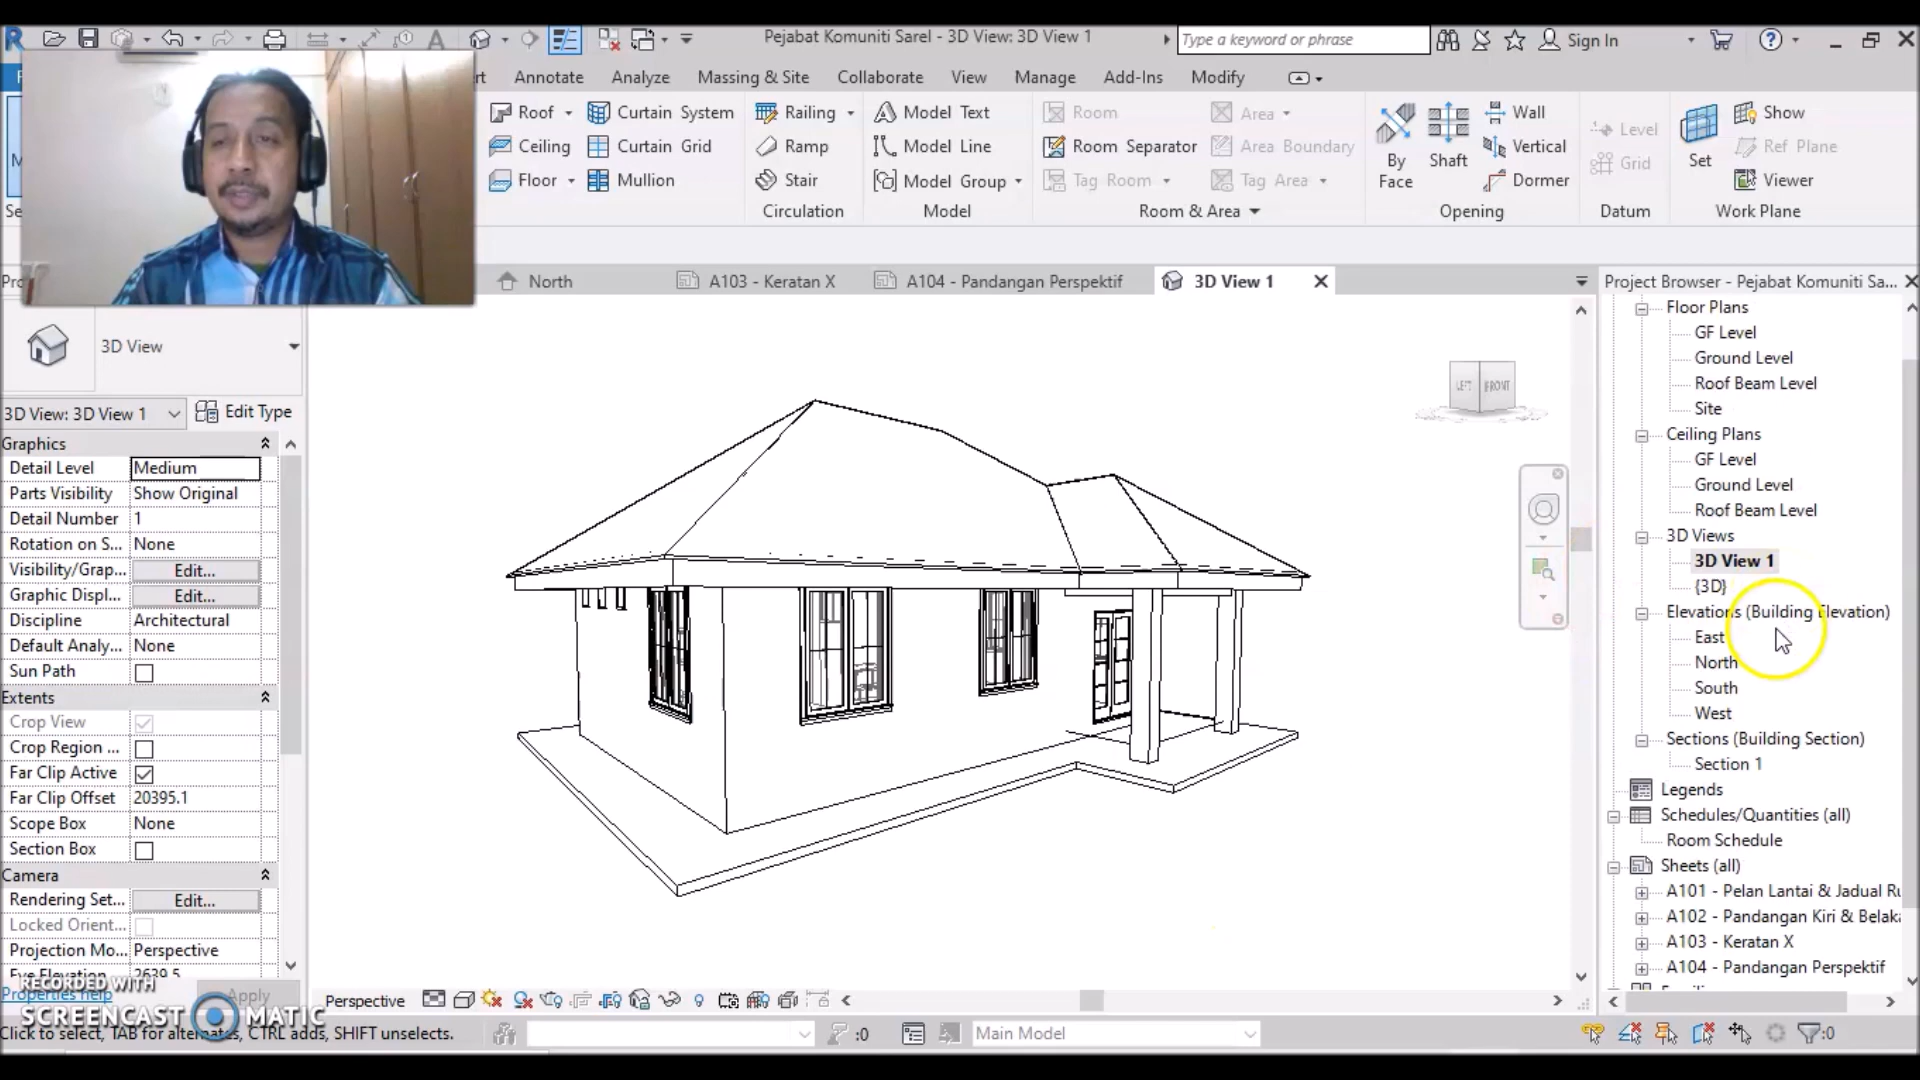 Pejabat Komuniti Sarel - 3D View: 3D View 1
Type a keyword or phrase
Sign In
Annotate
Analyze
Massing & Site
Collaborate
View
Manage
Add-Ins
Modify
Roof
Curtain System
Railing
Model Text
Room
Area
Wall
Level
Show
Ceiling
Curtain Grid
Ramp
Model Line
Room Separator
Area Boundary
By Face
Shaft
Vertical
Grid
Set
Ref Plane
Floor
Mullion
Stair
Model Group
Tag Room
Tag Area
Dormer
Viewer
Circulation
Model
Room & Area
Opening
Datum
Work Plane
North
A103 - Keratan X
A104 - Pandangan Perspektif
3D View 1
Project Browser - Pejabat Komuniti Sa...
3D View
3D View: 3D View 1
Edit Type
Graphics
Detail Level Medium
Parts Visibility Show Original
Detail Number 1
Rotation on S... None
Visibility/Grap... Edit...
Graphic Displ... Edit...
Discipline Architectural
Default Analy... None
Sun Path
Extents
Crop View
Crop Region ...
Far Clip Active
Far Clip Offset 20395.1
Scope Box None
Section Box
Camera
Rendering Set... Edit...
Locked Orient...
Projection Mo... Perspective
Eye Elevation 2639.5
Properties help
Apply
RECORDED WITH
SCREENCAST MATIC
LEFT
FRONT
Floor Plans
GF Level
Ground Level
Roof Beam Level
Site
Ceiling Plans
GF Level
Ground Level
Roof Beam Level
3D Views
3D View 1
{3D}
Elevations (Building Elevation)
East
North
South
West
Sections (Building Section)
Section 1
Legends
Schedules/Quantities (all)
Room Schedule
Sheets (all)
A101 - Pelan Lantai & Jadual Ru
A102 - Pandangan Kiri & Belaka
A103 - Keratan X
A104 - Pandangan Perspektif
Perspective
Click to select, TAB for alternates, CTRL adds, SHIFT unselects.
:0
Main Model
:0